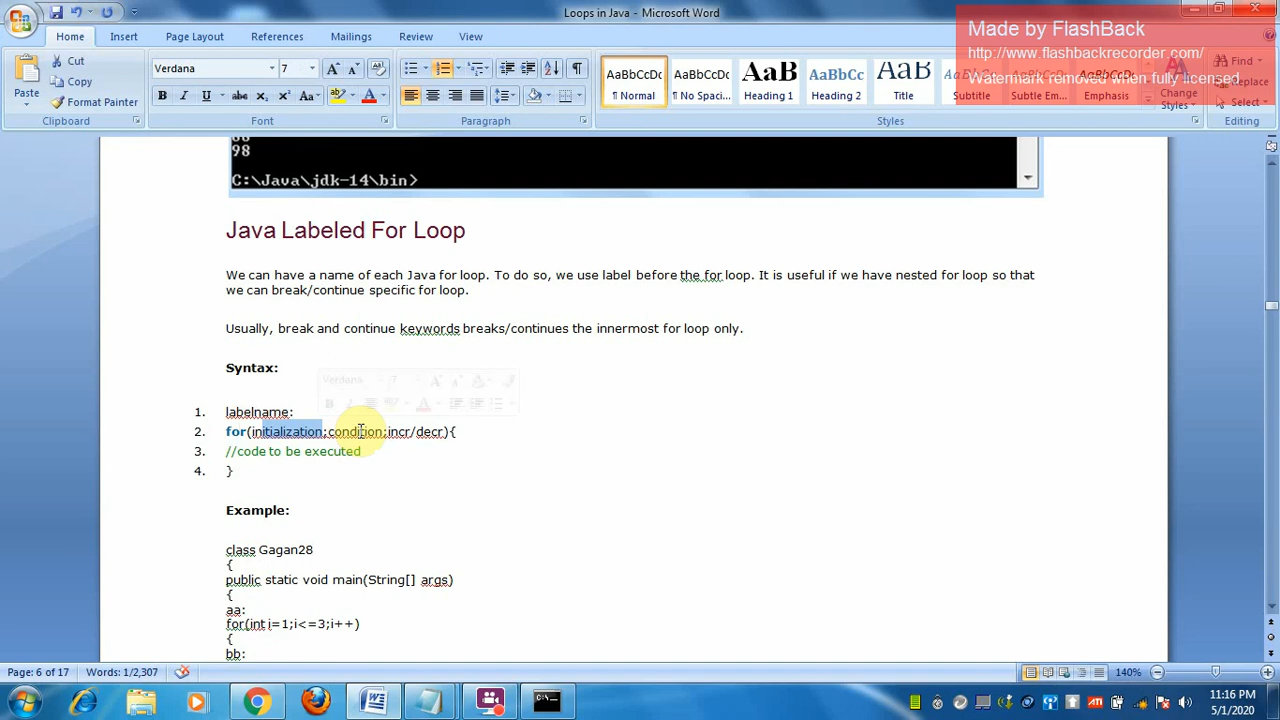 Loops in Java - Microsoft Word
Made by FlashBack
http://www.flashbackrecorder.com/
Watermark removed when fully licensed.
Home Insert Page Layout References Mailings Review View
Paste Cut Copy Format Painter
Verdana 7
AaBbCcDc AaBbCcDc AaB AaBbCc AaB AaBbCcDc AaBbCcDc AaBbCcDc
¶ Normal ¶ No Spaci... Heading 1 Heading 2 Title Subtitle Subtle Em... Emphasis
Change Styles
Find Replace Select
Clipboard Font Paragraph Styles Editing
98
C:\Java\jdk-14\bin>
Java Labeled For Loop
We can have a name of each Java for loop. To do so, we use label before the for loop. It is useful if we have nested for loop so that
we can break/continue specific for loop.
Usually, break and continue keywords breaks/continues the innermost for loop only.
Syntax:
Verdana 7
1. labelname:
2. for(initialization;condition;incr/decr){
3. //code to be executed
4. }
Example:
class Gagan28
{
public static void main(String[] args)
{
aa:
for(int i=1;i<=3;i++)
{
bb:
Page: 6 of 17 Words: 1/2,307 140%
11:16 PM
5/1/2020